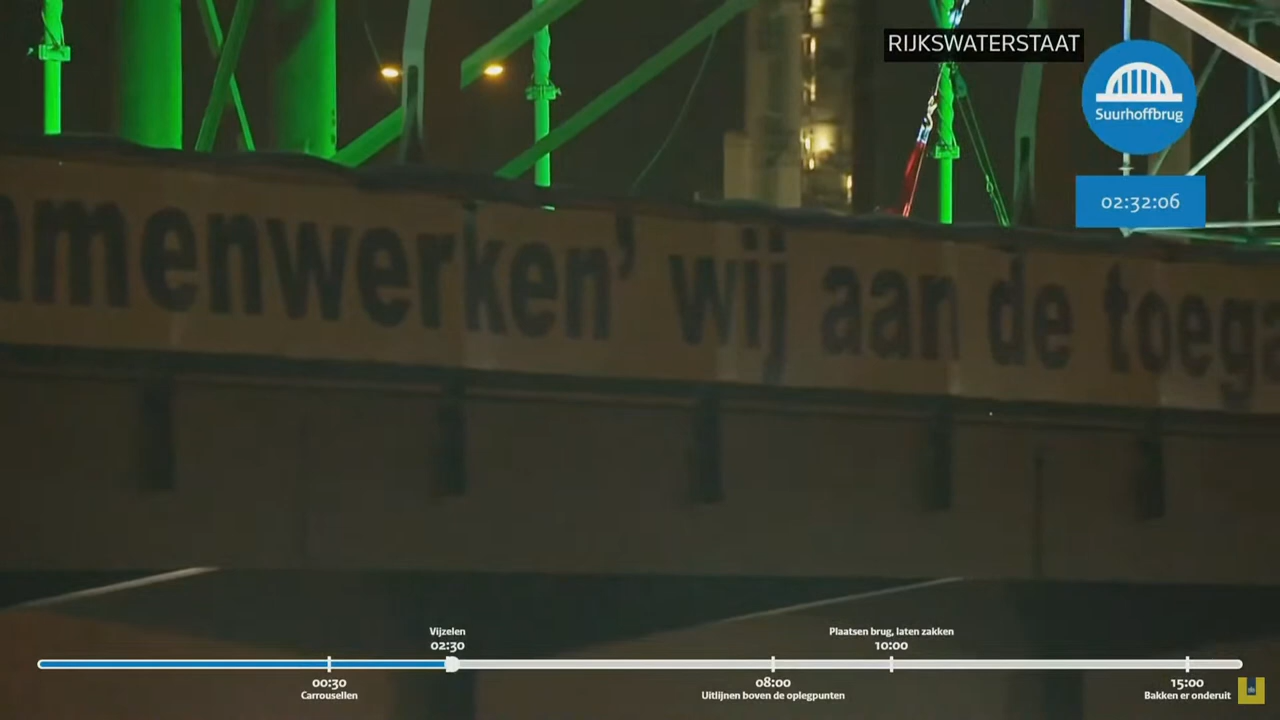 RIJKSWATERSTAAT
Suurhoffbrug
02:32:06
amenwerken' wij aan de toega
Vijzelen
02:30
Plaatsen brug, laten zakken
10:00
00:30
Carrousellen
08:00
Uitlijnen boven de oplegpunten
15:00
Bakken er onderuit